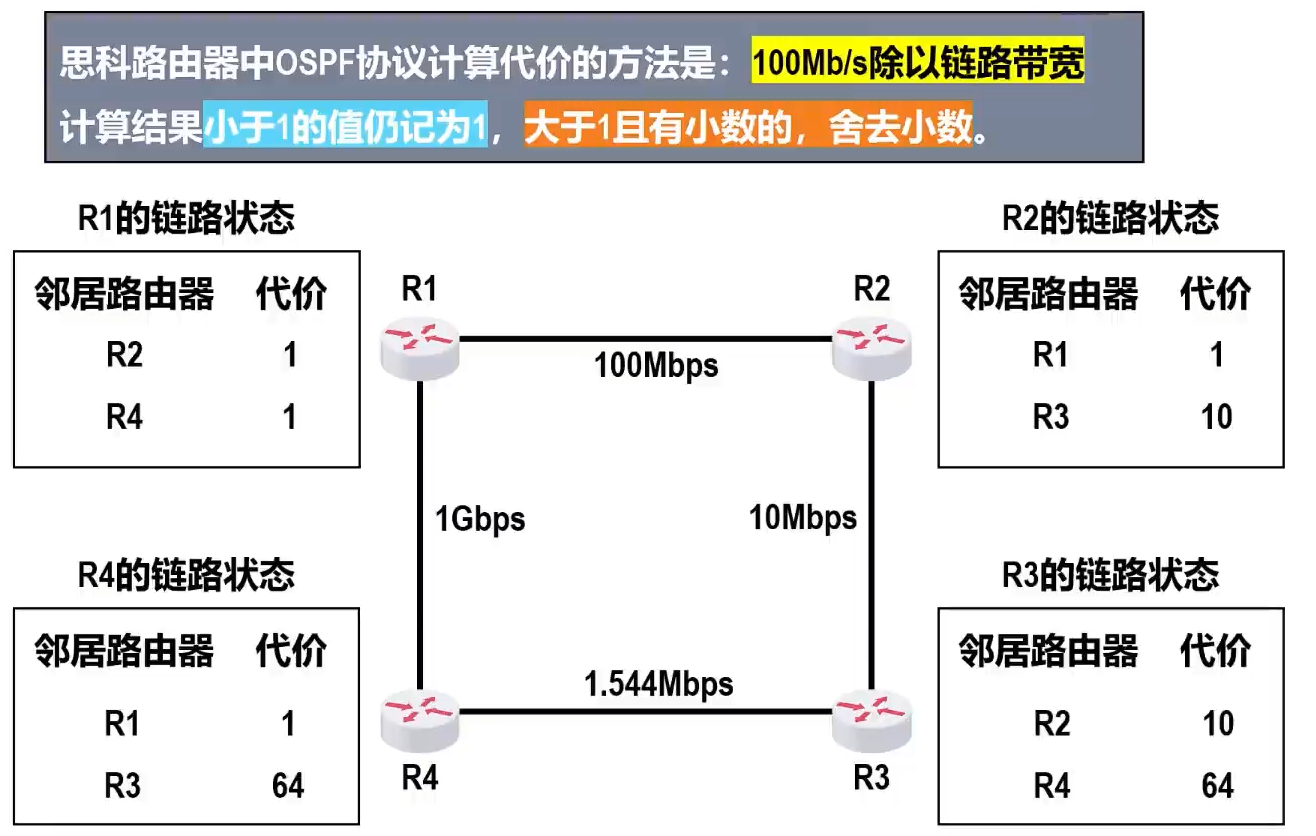 思科路由器中OSPF协议计算代价的方法是：100Mb/s除以链路带宽
计算结果小于1的值仍记为1，大于1且有小数的，舍去小数。
R1的链路状态
邻居路由器 代价
R2 1
R4 1
R2的链路状态
邻居路由器 代价
R1 1
R3 10
R1
R2
100Mbps
1Gbps
10Mbps
1.544Mbps
R4
R3
R4的链路状态
邻居路由器 代价
R1 1
R3 64
R3的链路状态
邻居路由器 代价
R2 10
R4 64